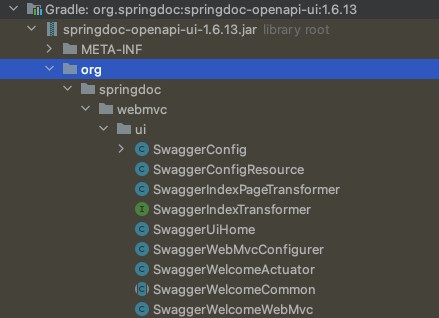 Gradle: org.springdoc:springdoc-openapi-ui:1.6.13
springdoc-openapi-ui-1.6.13.jar library root
META-INF
org
springdoc
webmvc
ui
C SwaggerConfig
C SwaggerConfigResource
C SwaggerIndexPageTransformer
I SwaggerIndexTransformer
C SwaggerUiHome
C SwaggerWebMvcConfigurer
C SwaggerWelcomeActuator
C SwaggerWelcomeCommon
C SwaggerWelcomeWebMvc